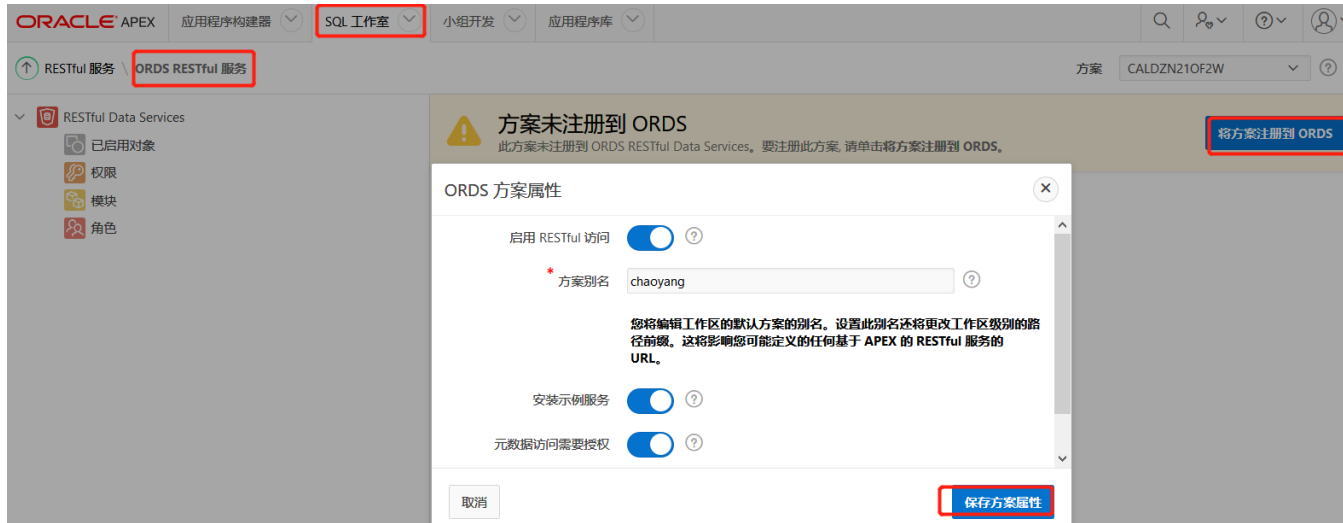 ORACLE APEX 应用程序构建器 SQL 工作室 小组开发 应用程序库
RESTful 服务 \ ORDS RESTful 服务 方案 CALDZN21OF2W
RESTful Data Services
已启用对象
权限
模块
角色
方案未注册到 ORDS
此方案未注册到 ORDS RESTful Data Services。要注册此方案, 请单击将方案注册到 ORDS。
将方案注册到 ORDS
ORDS 方案属性
启用 RESTful 访问
* 方案别名 chaoyang
您将编辑工作区的默认方案的别名。设置此别名还将更改工作区级别的路
径前缀。这将影响您可能定义的任何基于 APEX 的 RESTful 服务的
URL。
安装示例服务
元数据访问需要授权
取消 保存方案属性